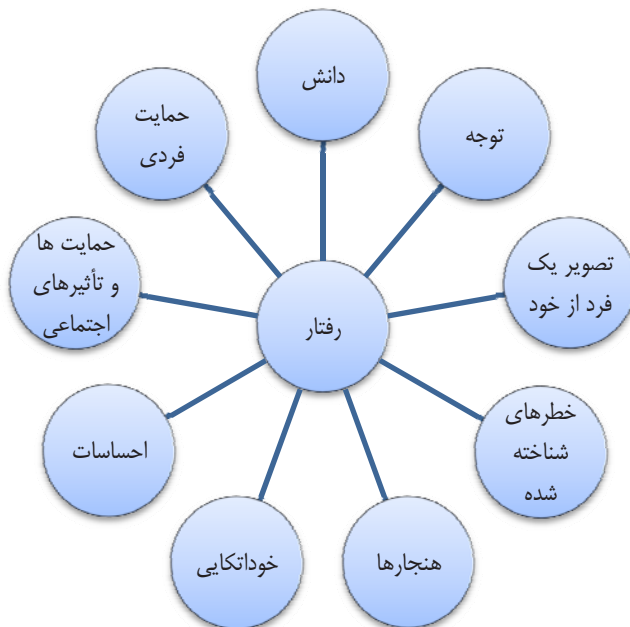 دانش
توجه
تصویر یک
فرد از خود
خطرهای
شناخته
شده
هنجارها
خوداتکایی
احساسات
حمایت ها
و تأثیرهای
اجتماعی
حمایت
فردی
رفتار